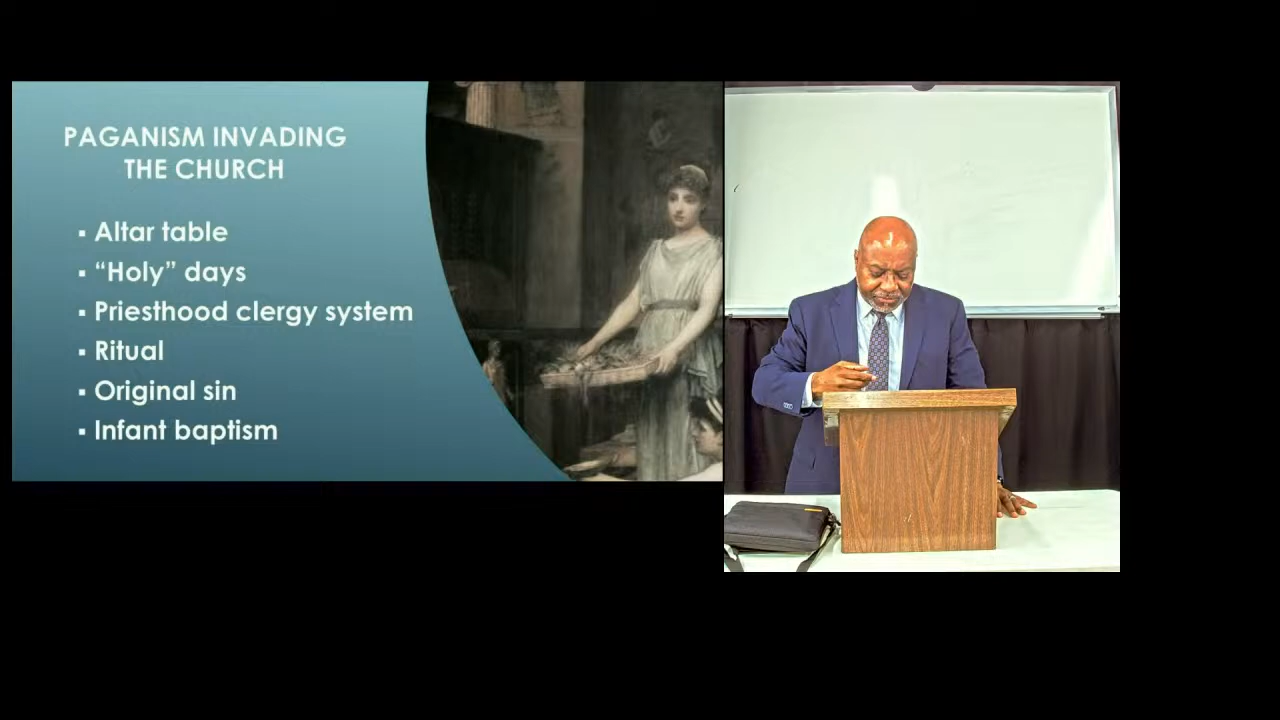 PAGANISM INVADING
THE CHURCH
▪ Altar table
▪ “Holy” days
▪ Priesthood clergy system
▪ Ritual
▪ Original sin
▪ Infant baptism